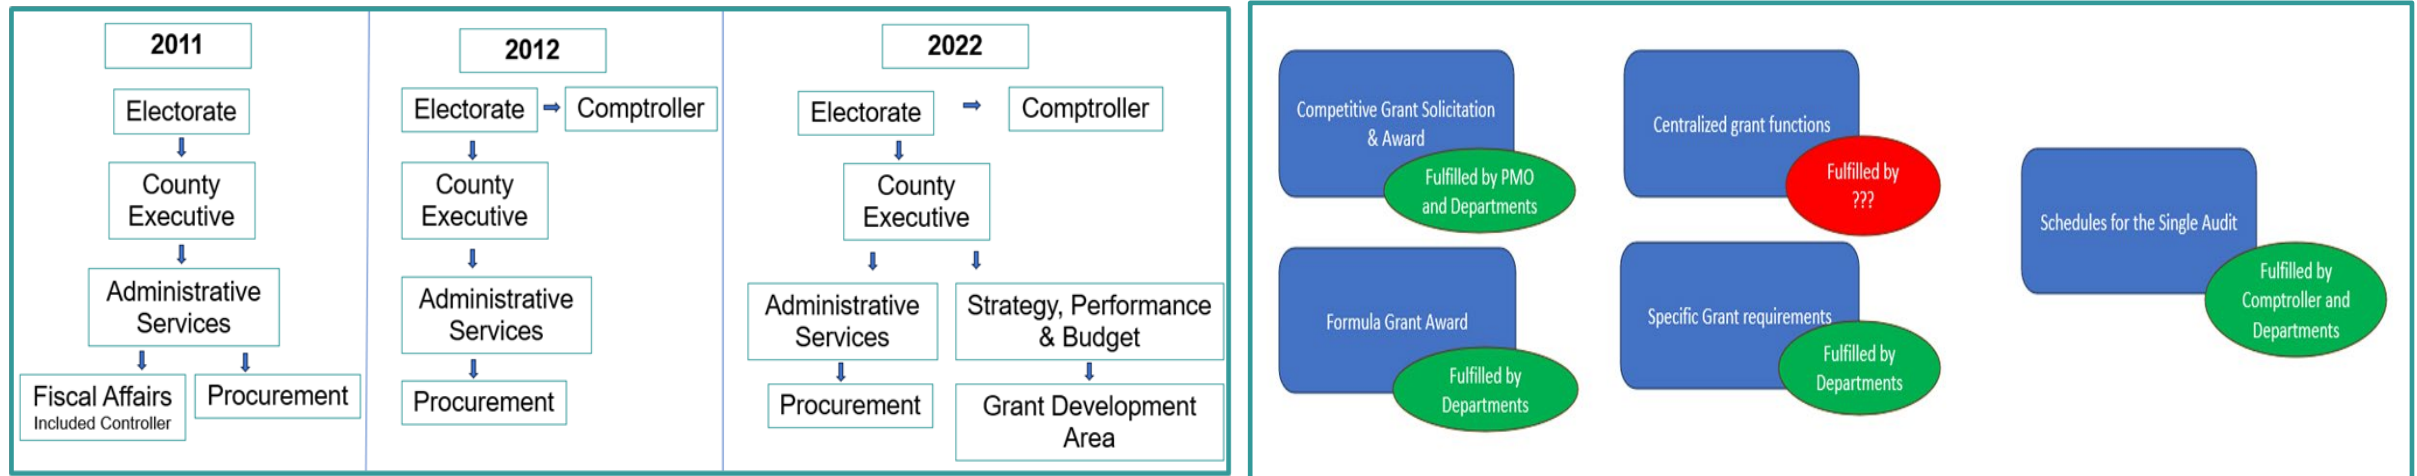 2011
Electorate
County
Executive
Administrative
Services
Fiscal Affairs
Included Controller
Procurement
2012
Electorate
Comptroller
County
Executive
Administrative
Services
Procurement
2022
Electorate
Comptroller
County
Executive
Administrative
Services
Strategy, Performance
& Budget
Procurement
Grant Development
Area
Competitive Grant Solicitation
& Award
Fulfilled by PMO
and Departments
Centralized grant functions
Fulfilled by
???
Formula Grant Award
Fulfilled by
Departments
Specific Grant requirements
Fulfilled by
Departments
Schedules for the Single Audit
Fulfilled by
Comptroller and
Departments